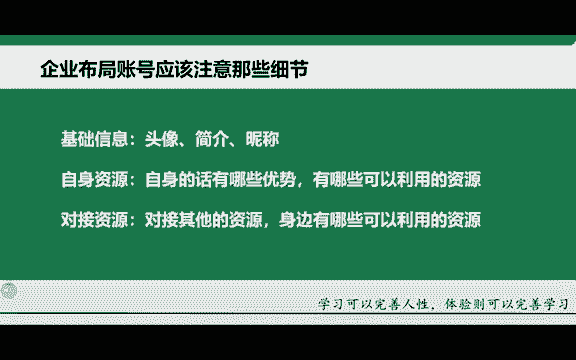 企业布局账号应该注意那些细节
基础信息：头像、简介、昵称
自身资源：自身的话有哪些优势，有哪些可以利用的资源
对接资源：对接其他的资源，身边有哪些可以利用的资源
学习可以完善人性，体验则可以完善学习